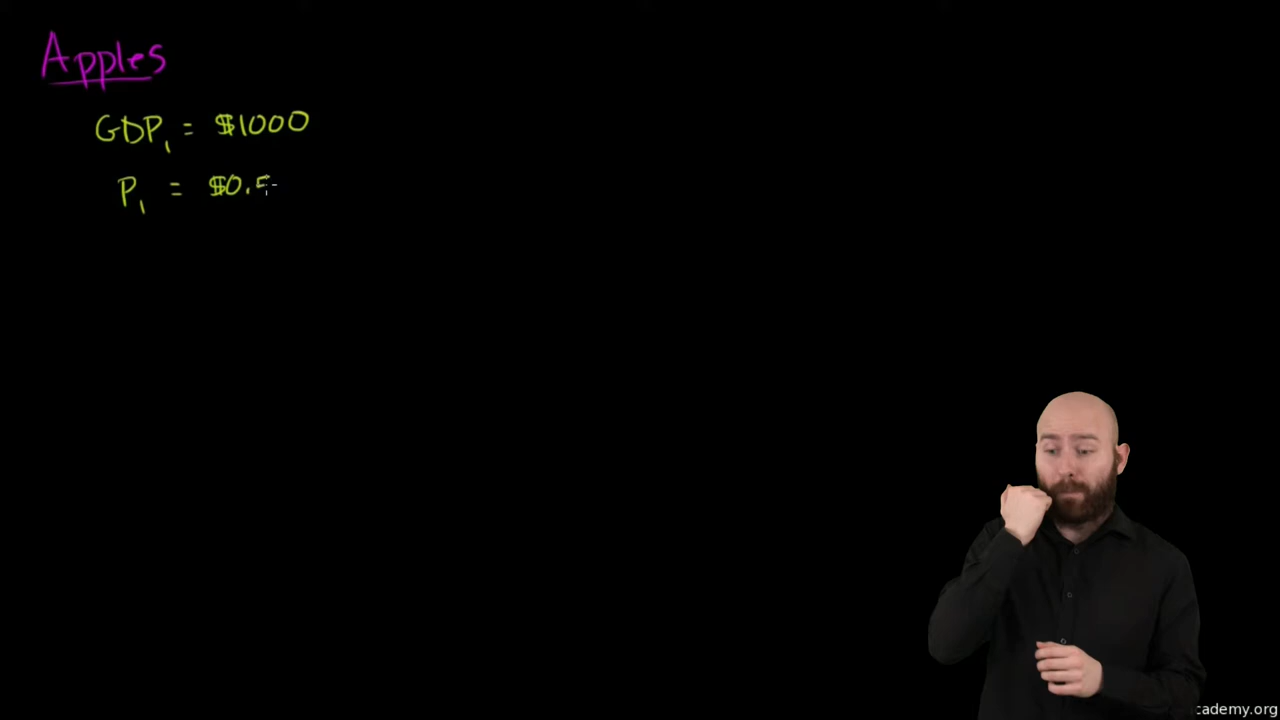 Apples
GDP₁ = $1000
P₁ = $0.5
cademy.org